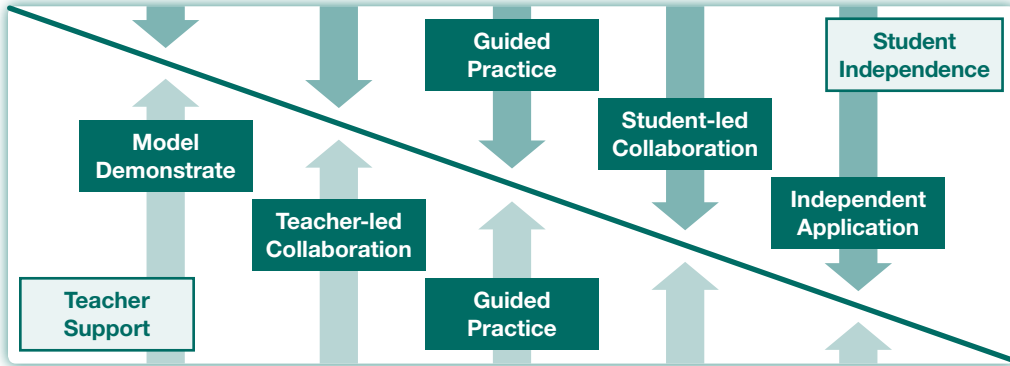 Guided
Practice
Student
Independence
Model
Demonstrate
Student-led
Collaboration
Teacher-led
Collaboration
Independent
Application
Teacher
Support
Guided
Practice